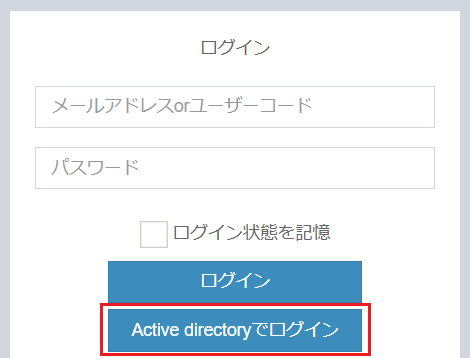 ログイン
メールアドレスorユーザーコード
パスワード
ログイン状態を記憶
ログイン
Active directoryでログイン